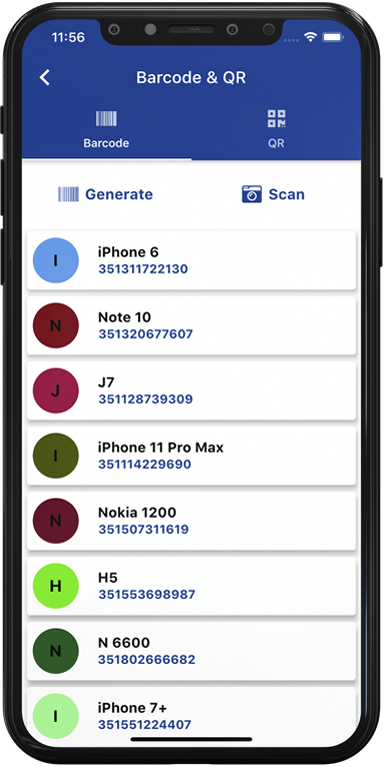 11:56
Barcode & QR
Barcode
QR
Generate
Scan
I
iPhone 6
351311722130
N
Note 10
351320677607
J
J7
351128739309
I
iPhone 11 Pro Max
351114229690
N
Nokia 1200
351507311619
H
H5
351553698987
N
N 6600
351802666682
I
iPhone 7+
351551224407